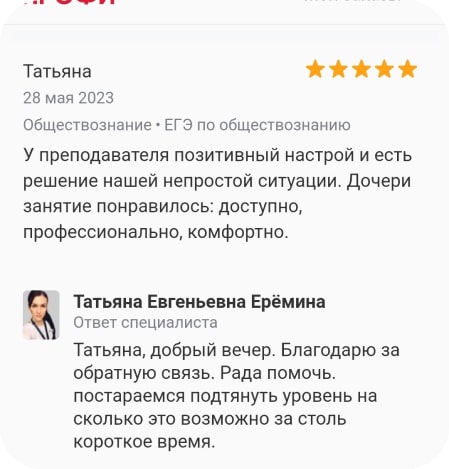 Татьяна
28 мая 2023
Обществознание • ЕГЭ по обществознанию
У преподавателя позитивный настрой и есть
решение нашей непростой ситуации. Дочери
занятие понравилось: доступно,
профессионально, комфортно.
Татьяна Евгеньевна Ерёмина
Ответ специалиста
Татьяна, добрый вечер. Благодарю за
обратную связь. Рада помочь.
постараемся подтянуть уровень на
сколько это возможно за столь
короткое время.